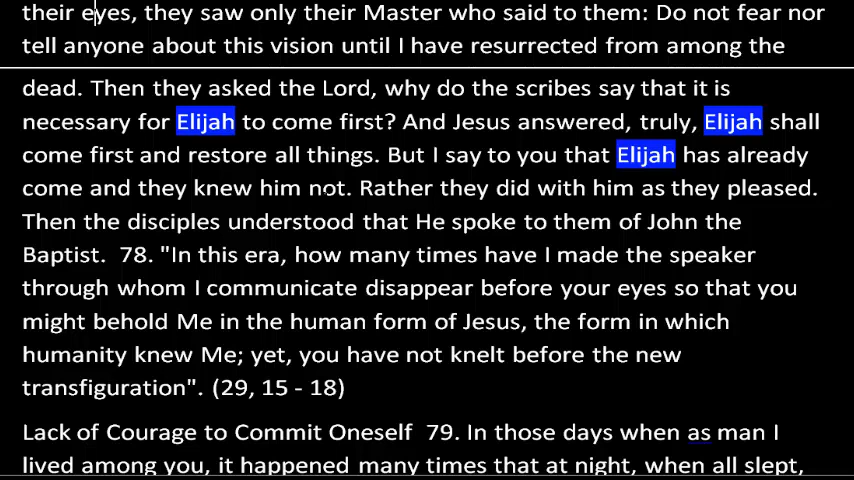 their eyes, they saw only their Master who said to them: Do not fear nor
tell anyone about this vision until I have resurrected from among the
dead. Then they asked the Lord, why do the scribes say that it is
necessary for Elijah to come first? And Jesus answered, truly, Elijah shall
come first and restore all things. But I say to you that Elijah has already
come and they knew him not. Rather they did with him as they pleased.
Then the disciples understood that He spoke to them of John the
Baptist.  78. "In this era, how many times have I made the speaker
through whom I communicate disappear before your eyes so that you
might behold Me in the human form of Jesus, the form in which
humanity knew Me; yet, you have not knelt before the new
transfiguration". (29, 15 - 18)
Lack of Courage to Commit Oneself  79. In those days when as man I
lived among you, it happened many times that at night, when all slept,